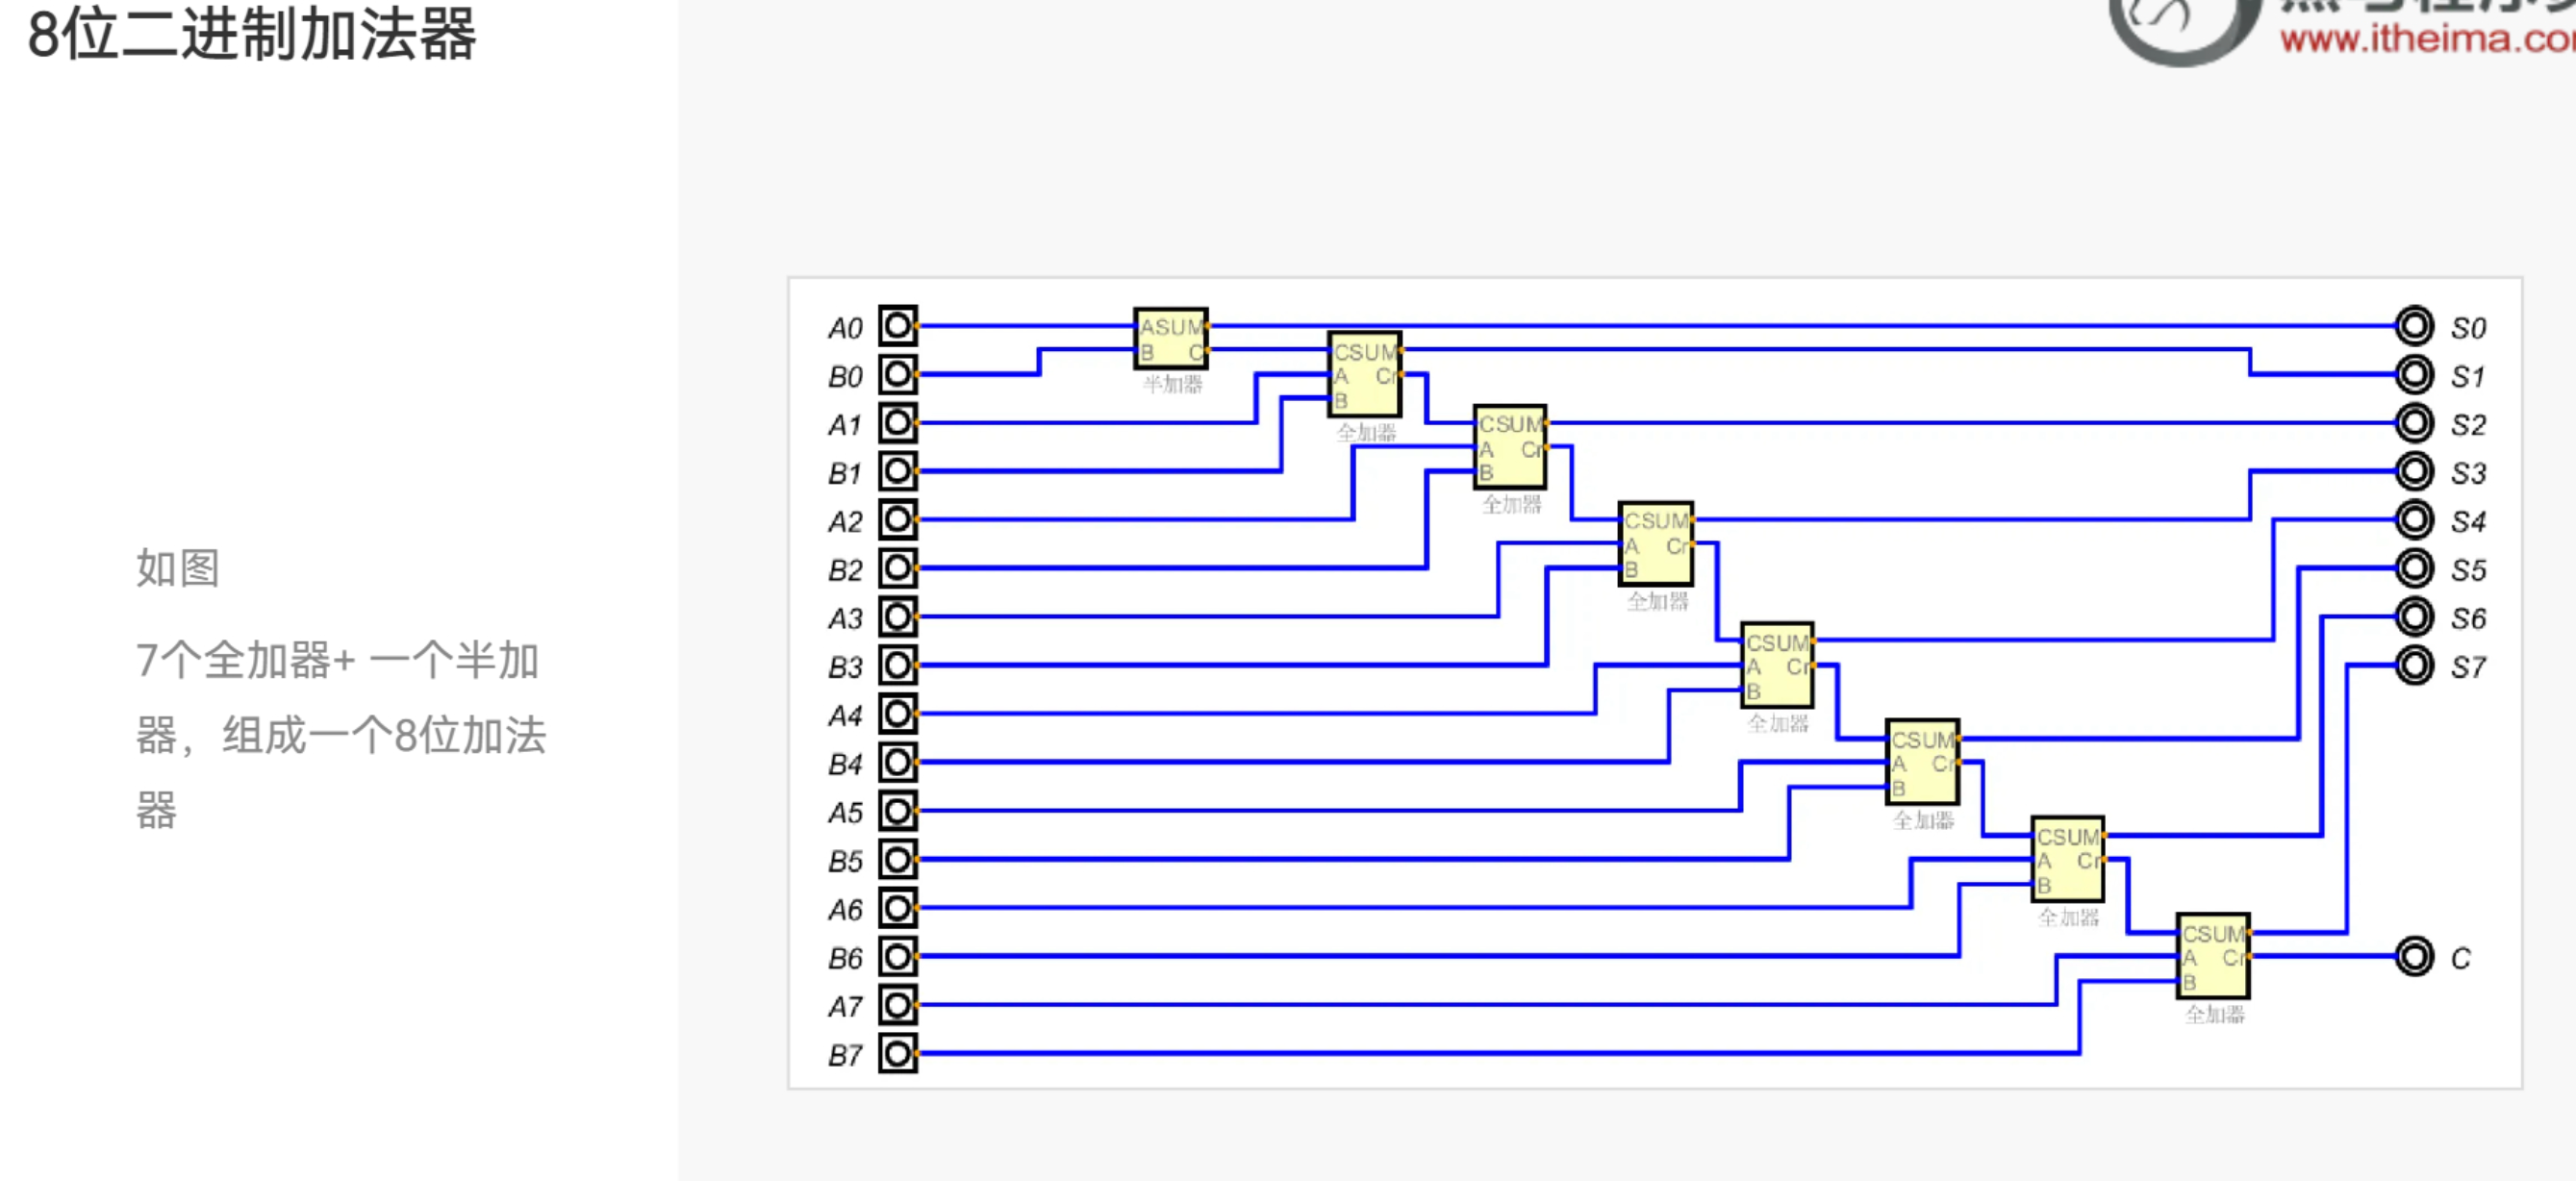 8位二进制加法器
www.itheima.co
如图
7个全加器+ 一个半加
器，组成一个8位加法
器
A0
B0
A1
B1
A2
B2
A3
B3
A4
B4
A5
B5
A6
B6
A7
B7
ASUM
B C
半加器
CSUM
A Cr
B
全加器
CSUM
A Cr
B
全加器
CSUM
A Cr
B
全加器
CSUM
A Cr
B
全加器
CSUM
A Cr
B
全加器
CSUM
A Cr
B
全加器
CSUM
A Cr
B
全加器
S0
S1
S2
S3
S4
S5
S6
S7
C